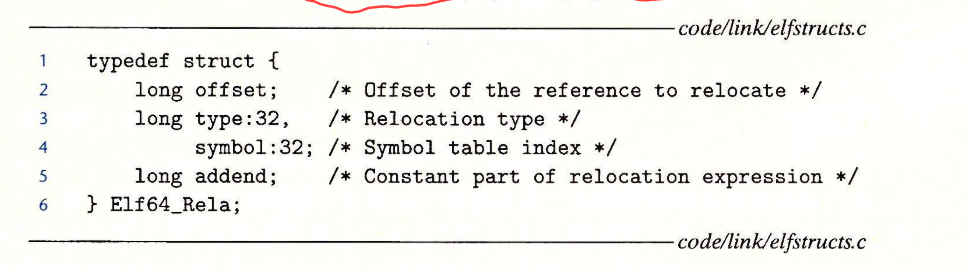 code/link/elfstructs.c
1 typedef struct {
2 long offset; /* Offset of the reference to relocate */
3 long type:32, /* Relocation type */
4 symbol:32; /* Symbol table index */
5 long addend; /* Constant part of relocation expression */
6 } Elf64_Rela;
code/link/elfstructs.c